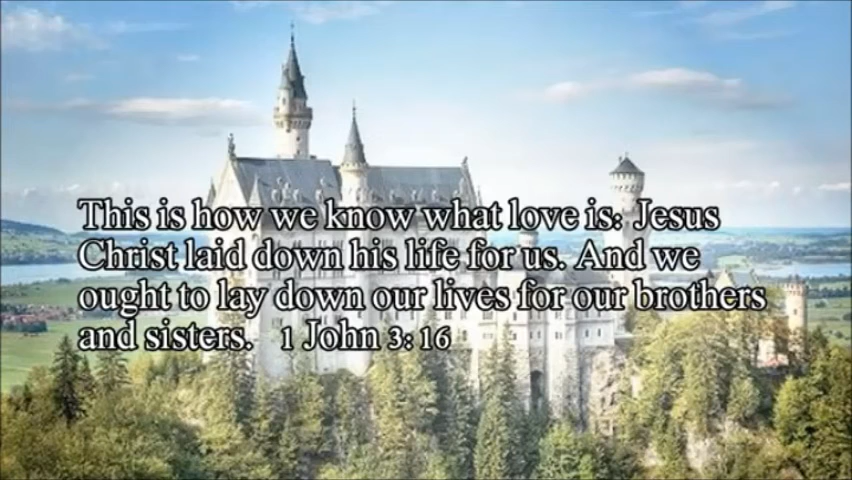 This is how we know what love is: Jesus
Christ laid down his life for us. And we
ought to lay down our lives for our brothers
and sisters. 1 John 3: 16